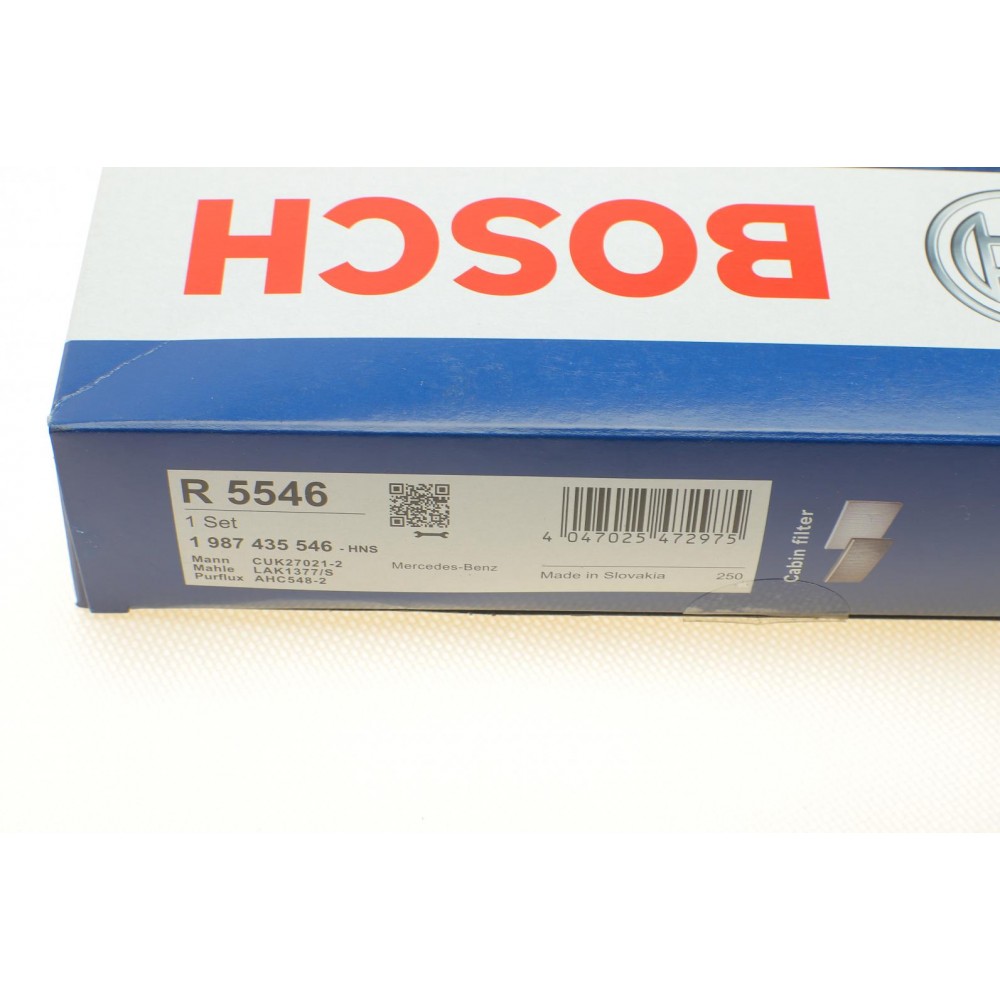 BOSCH
R 5546
1 Set
1 987 435 546 - HNS
Mann CUK27021-2
Mahle LAK1377/S
Purflux AHC548-2
Mercedes-Benz
4 047025 472975
Made in Slovakia 250
Cabin filter